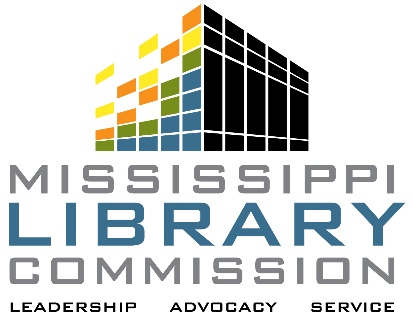 MISSISSIPPI
LIBRARY
COMMISSION
LEADERSHIP ADVOCACY SERVICE